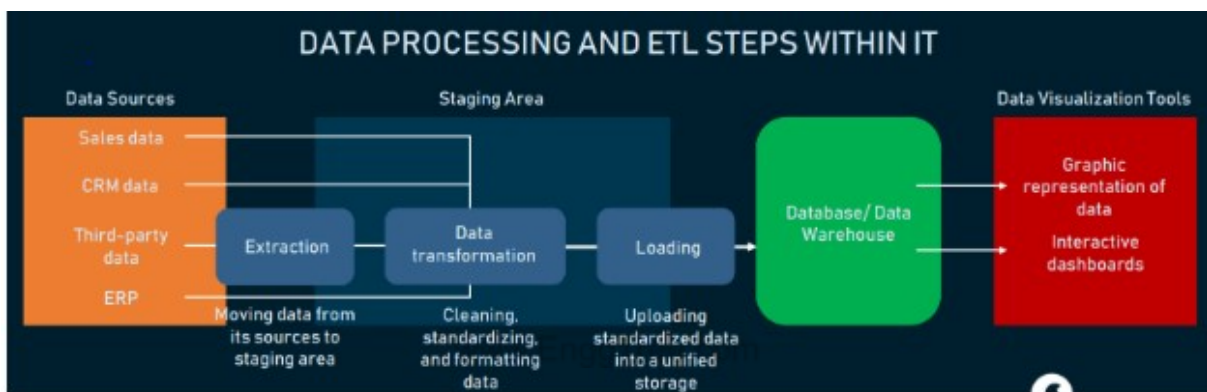 DATA PROCESSING AND ETL STEPS WITHIN IT
Data Sources
Staging Area
Data Visualization Tools
Sales data
CRM data
Third-party
data
ERP
Extraction
Data
transformation
Loading
Database/ Data
Warehouse
Graphic
representation of
data
Interactive
dashboards
Moving data from
its sources to
staging area
Cleaning,
standardizing,
and formatting
data
Uploading
standardized data
into a unified
storage